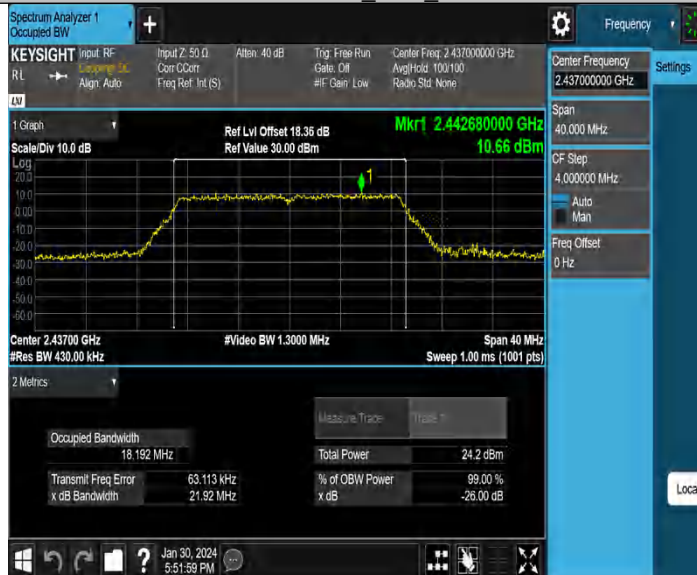 Spectrum Analyzer 1
Occupied BW
+
Frequency
KEYSIGHT
RL
LXI
Input: RF
Coupling: DC
Align: Auto
Input Z: 50 Ω
Corr CCorr
Freq Ref: Int (S)
Atten: 40 dB
Trig: Free Run
Gate: Off
#IF Gain: Low
Center Freq: 2.437000000 GHz
Avg|Hold: 100/100
Radio Std: None
Center Frequency
2.437000000 GHz
Settings
Span
40.000 MHz
CF Step
4.000000 MHz
Auto
Man
Freq Offset
0 Hz
1 Graph
Scale/Div 10.0 dB
Ref Lvl Offset 18.36 dB
Ref Value 30.00 dBm
Mkr1 2.442680000 GHz
10.66 dBm
Log
20.0
10.0
0.00
-10.0
-20.0
-30.0
-40.0
-50.0
-60.0
1
Center 2.43700 GHz
#Video BW 1.3000 MHz
Span 40 MHz
#Res BW 430.00 kHz
Sweep 1.00 ms (1001 pts)
2 Metrics
Measure Trace
Trace 1
Occupied Bandwidth
18.192 MHz
Total Power
24.2 dBm
Transmit Freq Error
63.113 kHz
% of OBW Power
99.00 %
x dB Bandwidth
21.92 MHz
x dB
-26.00 dB
Jan 30, 2024
5:51:59 PM
?